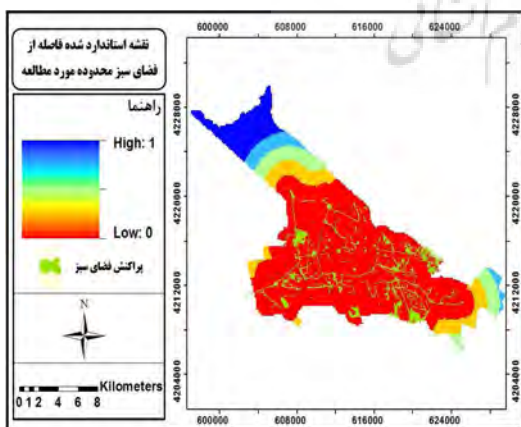 نقشه استاندارد شده فاصله از
فضای سبز محدوده مورد مطالعه
راهنما
High: 1
Low: 0
پراکنش فضای سبز
N
Kilometers
0 1 2 4 6 8
600000 608000 616000 624000
4228000
4220000
4212000
4204000
4228000
4220000
4212000
4204000
600000 608000 616000 624000